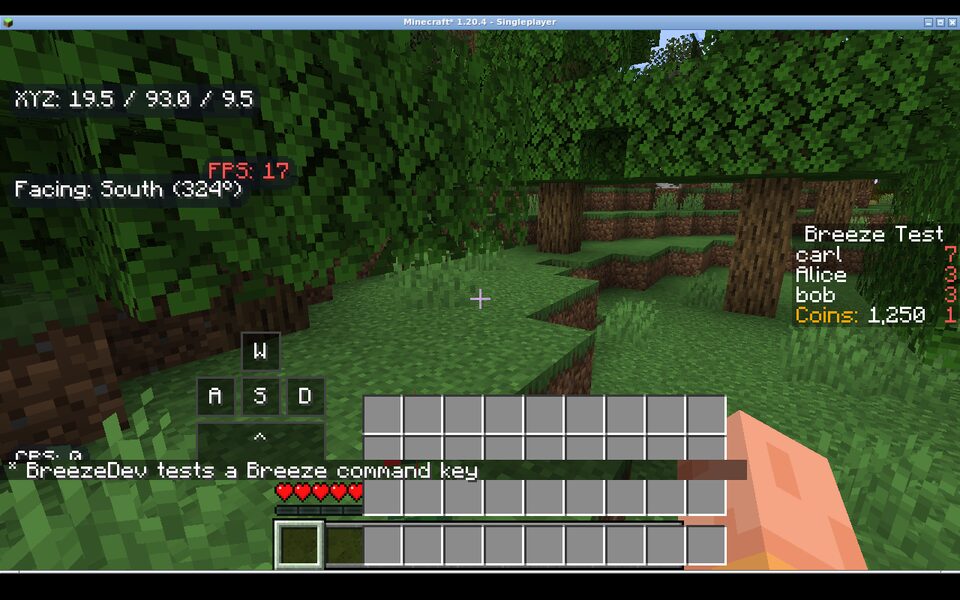 Minecraft* 1.20.4 - Singleplayer
XYZ: 19.5 / 93.0 / 9.5
FPS: 17
Facing: South (324°)
Breeze Test
carl 7
Alice 3
bob 3
Coins: 1,250 1
W
A S D
^
CPS: 0
* BreezeDev tests a Breeze command key